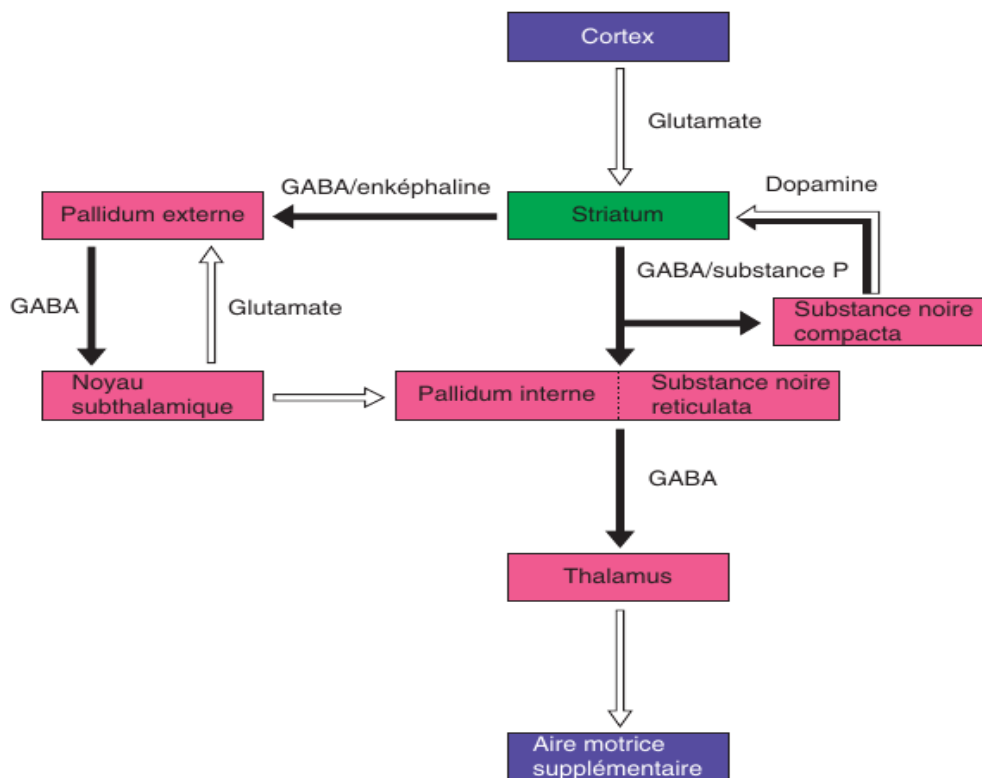 Cortex
Glutamate
GABA/enképhaline
Dopamine
Pallidum externe
Striatum
GABA/substance P
GABA
Glutamate
Substance noire
compacta
Noyau
subthalamique
Pallidum interne
Substance noire
reticulata
GABA
Thalamus
Aire motrice
supplémentaire